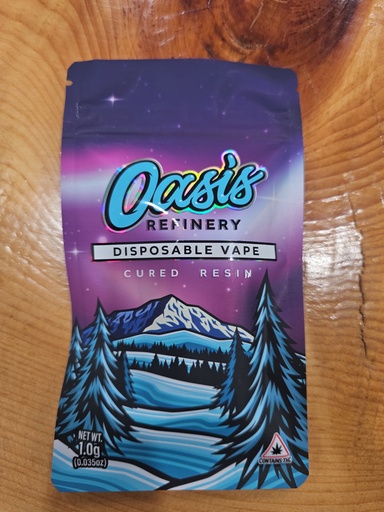 Oasis
REFINERY
DISPOSABLE VAPE
CURED RESIN
NET WT.
1.0g
(0.035oz)
CONTAINS THC